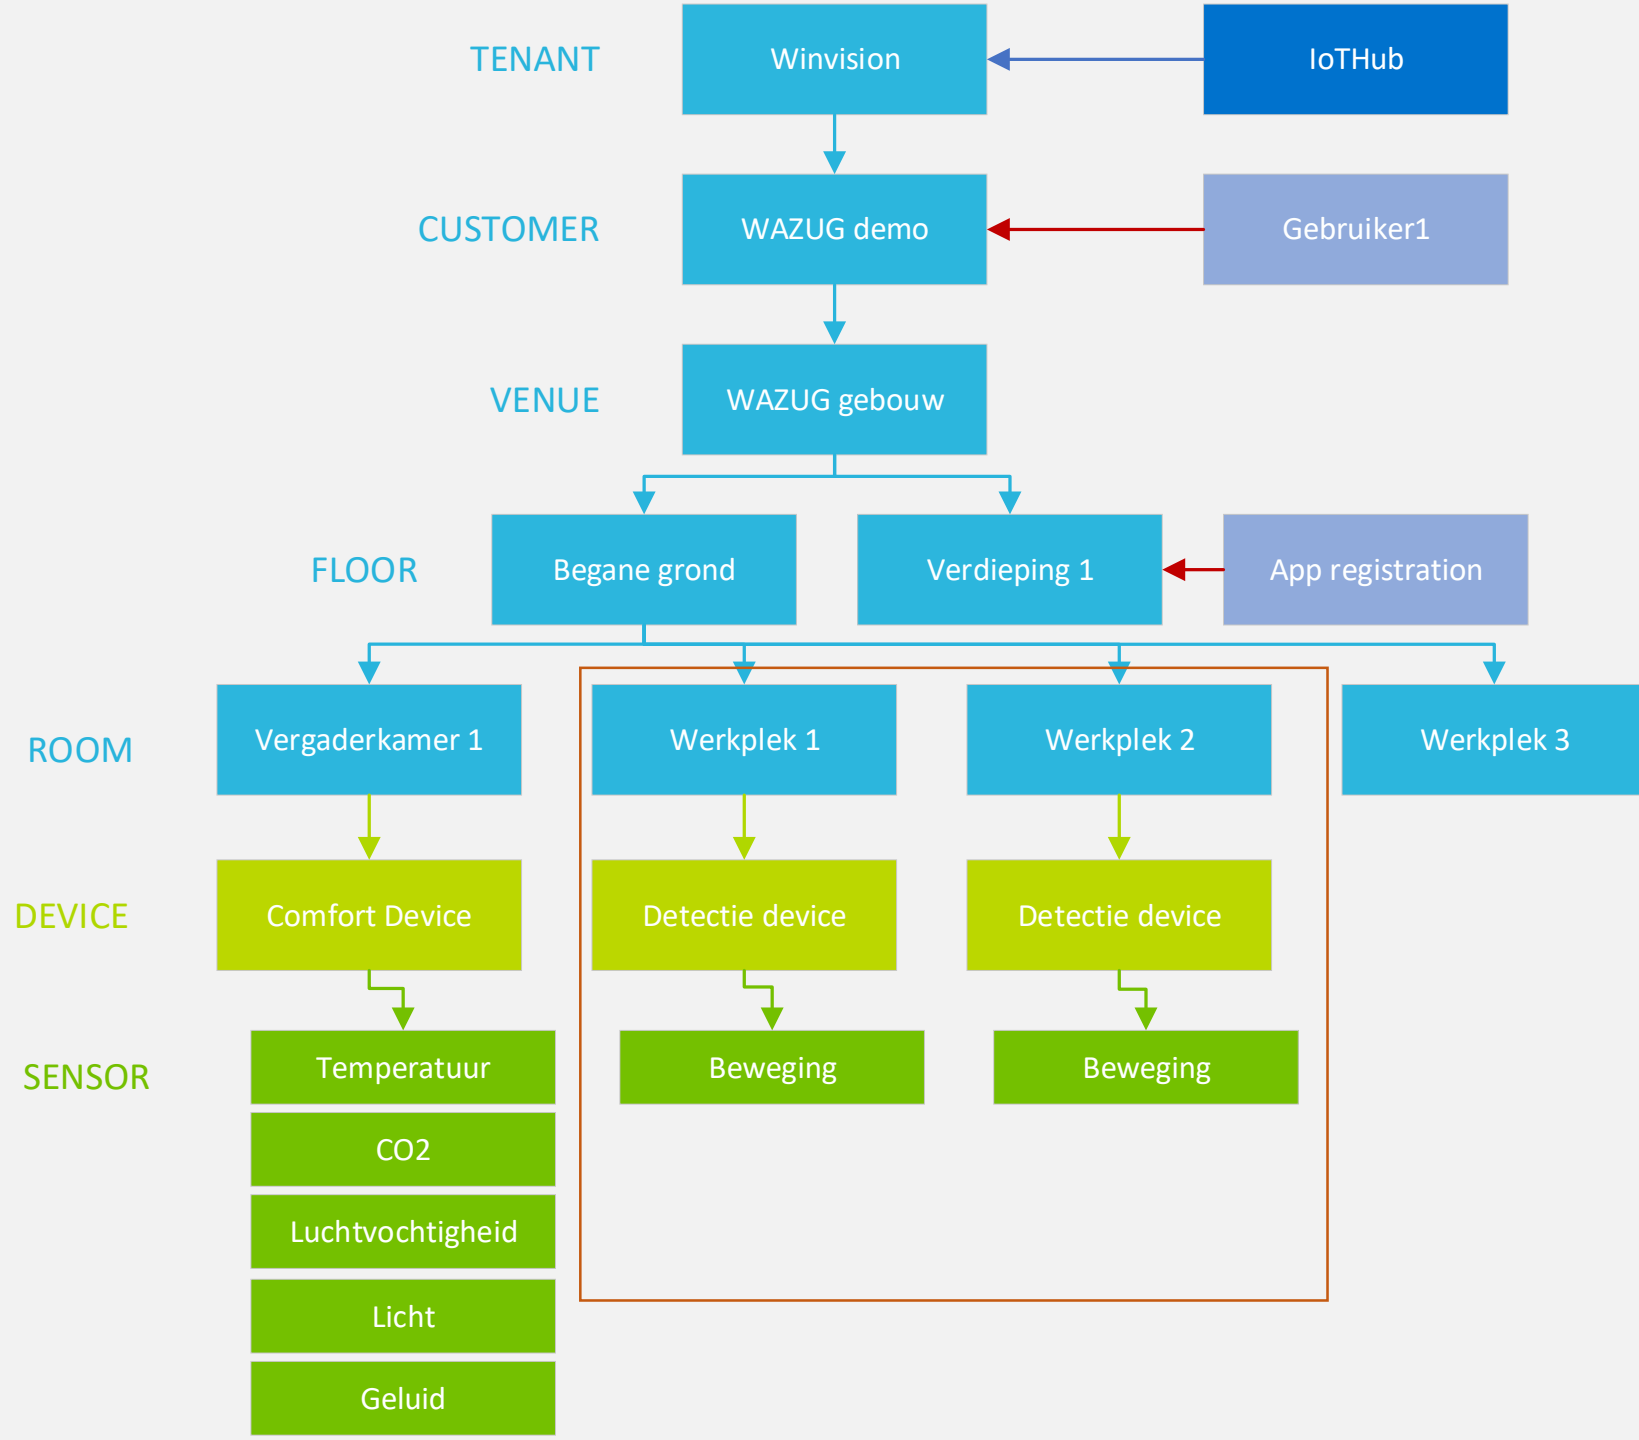 TENANT
Winvision
IoTHub
CUSTOMER
WAZUG demo
Gebruiker1
VENUE
WAZUG gebouw
FLOOR
Begane grond
Verdieping 1
App registration
ROOM
Vergaderkamer 1
Werkplek 1
Werkplek 2
Werkplek 3
DEVICE
Comfort Device
Detectie device
Detectie device
SENSOR
Temperatuur
Beweging
Beweging
CO2
Luchtvochtigheid
Licht
Geluid